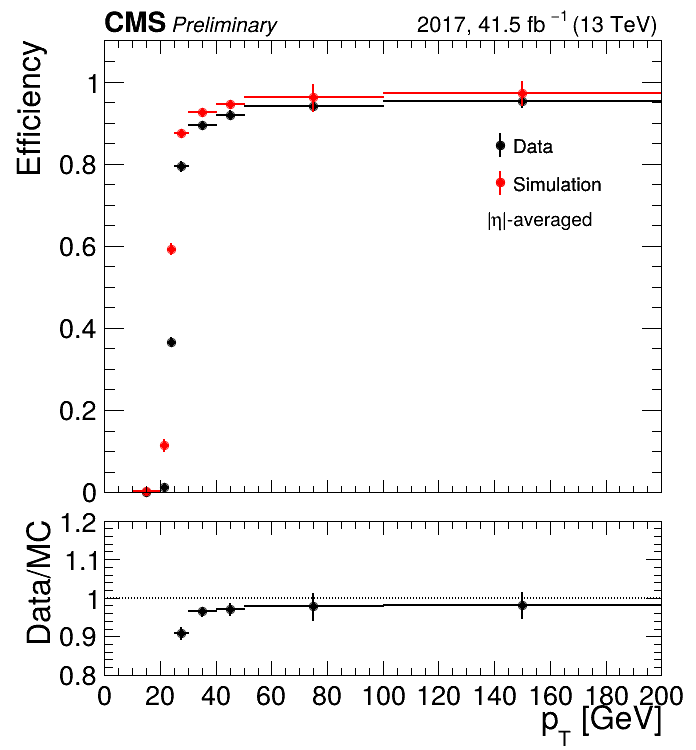 CMS Preliminary 2017, 41.5 fb⁻¹ (13 TeV)
Efficiency
1
0.8
0.6
0.4
0.2
0
Data
Simulation
|η|-averaged
Data/MC
1.2
1.1
1
0.9
0.8
0 20 40 60 80 100 120 140 160 180 200
p_T [GeV]